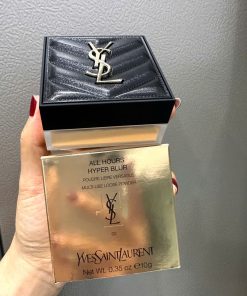 YSL
ALL HOURS
HYPER BLUR
POUDRE LIBRE VERSATILE
MULTI-USE LOOSE POWDER
YSL
YVESSAINTLAURENT
Net Wt. 0.35 oz ℮ 10g